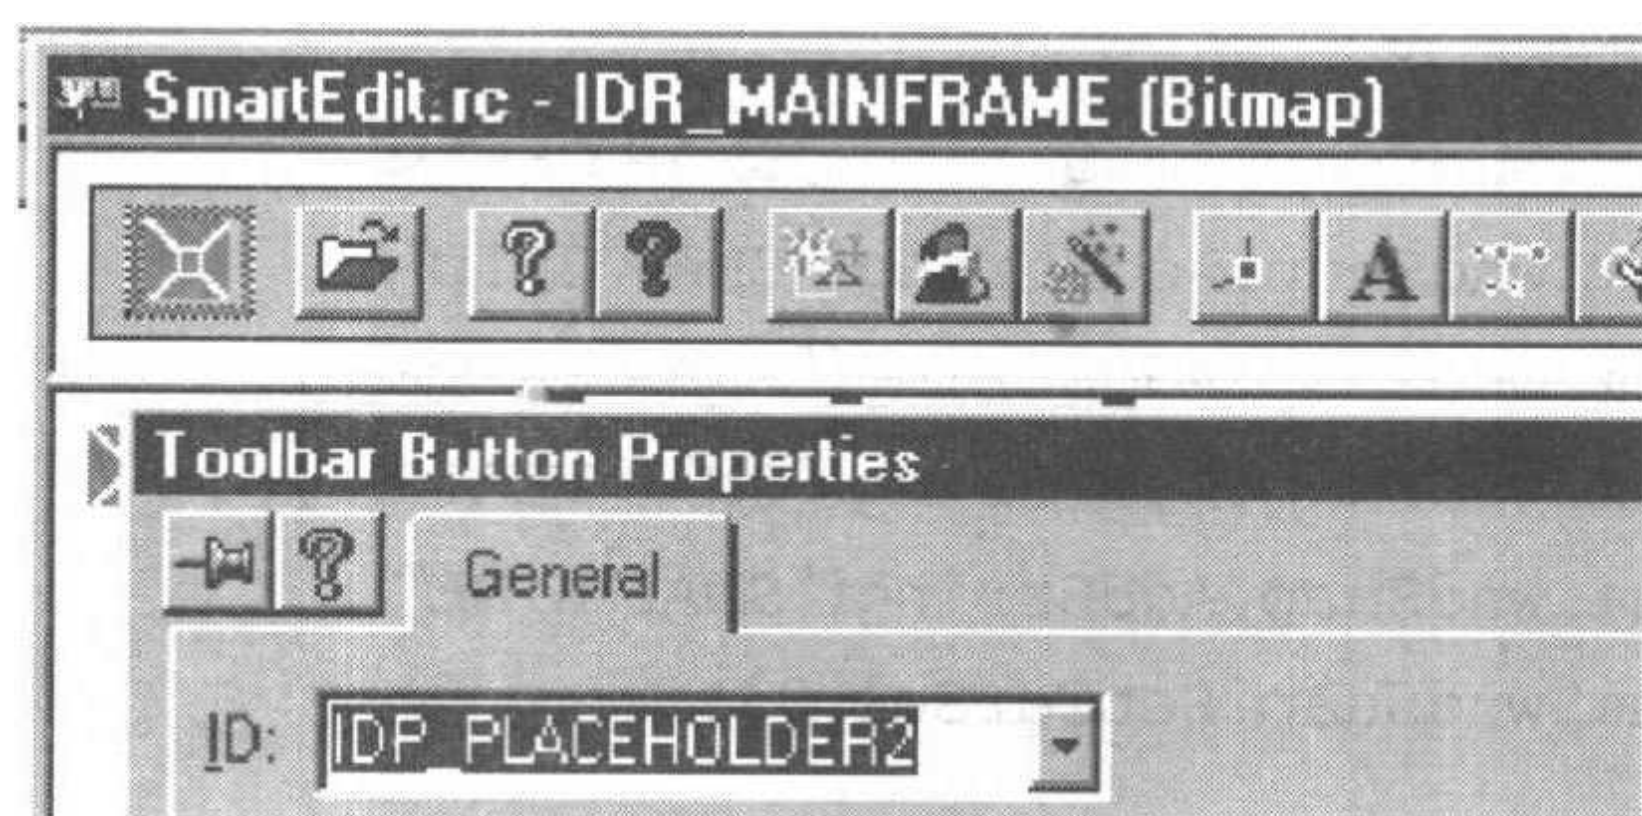 SmartEdit.rc - IDR_MAINFRAME (Bitmap)
A
Toolbar Button Properties
General
ID: IDP_PLACEHOLDER2